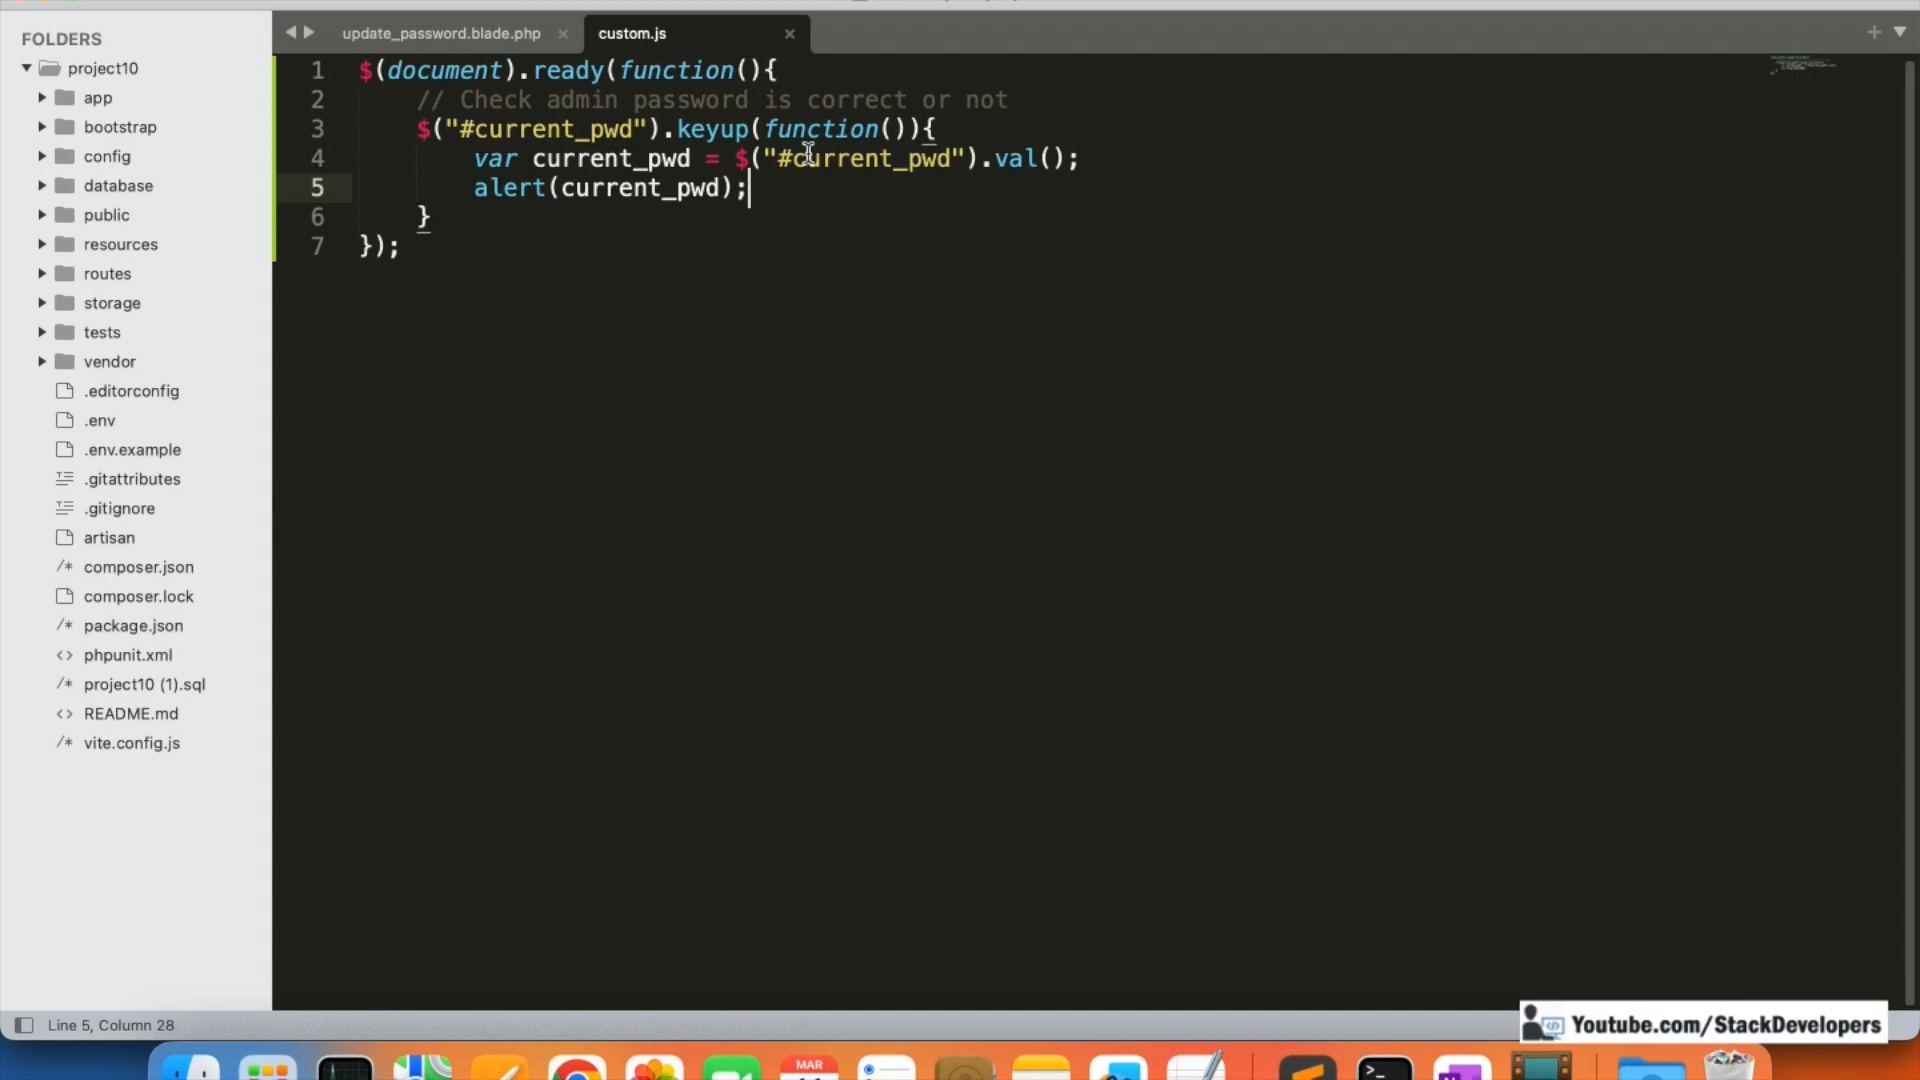 FOLDERS
project10
app
bootstrap
config
database
public
resources
routes
storage
tests
vendor
.editorconfig
.env
.env.example
.gitattributes
.gitignore
artisan
composer.json
composer.lock
package.json
phpunit.xml
project10 (1).sql
README.md
vite.config.js
update_password.blade.php
custom.js
1 $(document).ready(function(){
2 // Check admin password is correct or not
3 $("#current_pwd").keyup(function()){
4 var current_pwd = $("#current_pwd").val();
5 alert(current_pwd);
6 }
7 });
Line 5, Column 28
Youtube.com/StackDevelopers
MAR